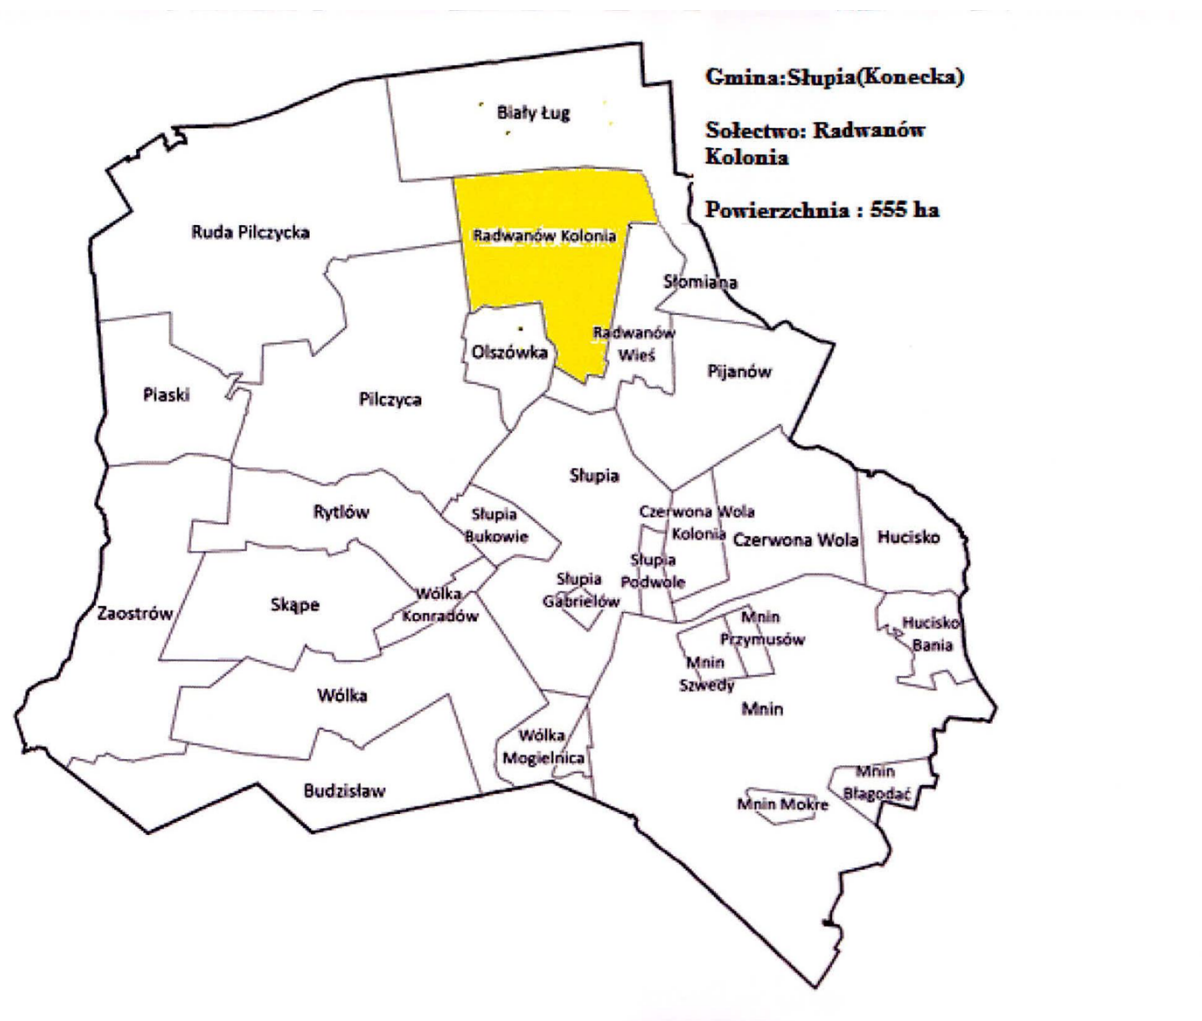 Gmina:Słupia(Konecka)
Sołectwo: Radwanów
Kolonia
Powierzchnia : 555 ha
Biały Ług
Ruda Pilczycka
Radwanów Kolonia
Słomiana
Radwanów
Wieś
Olszówka
Pijanów
Piaski
Pilczyca
Słupia
Rytlów
Słupia
Bukowie
Czerwona Wola
Kolonia
Czerwona Wola
Hucisko
Słupia
Podwole
Słupia
Gabrielów
Wólka
Konradów
Skąpe
Zaostrów
Hucisko
Bania
Mnin
Przymusów
Mnin
Szwedy
Mnin
Wólka
Wólka
Mogielnica
Budzisław
Mnin
Błagodać
Mnin Mokre